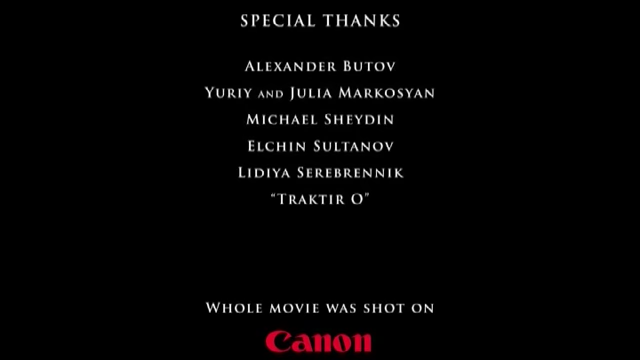 SPECIAL THANKS
ALEXANDER BUTOV
YURIY AND JULIA MARKOSYAN
MICHAEL SHEYDIN
ELCHIN SULTANOV
LIDIYA SEREBRENNIK
“TRAKTIR O”
WHOLE MOVIE WAS SHOT ON
Canon